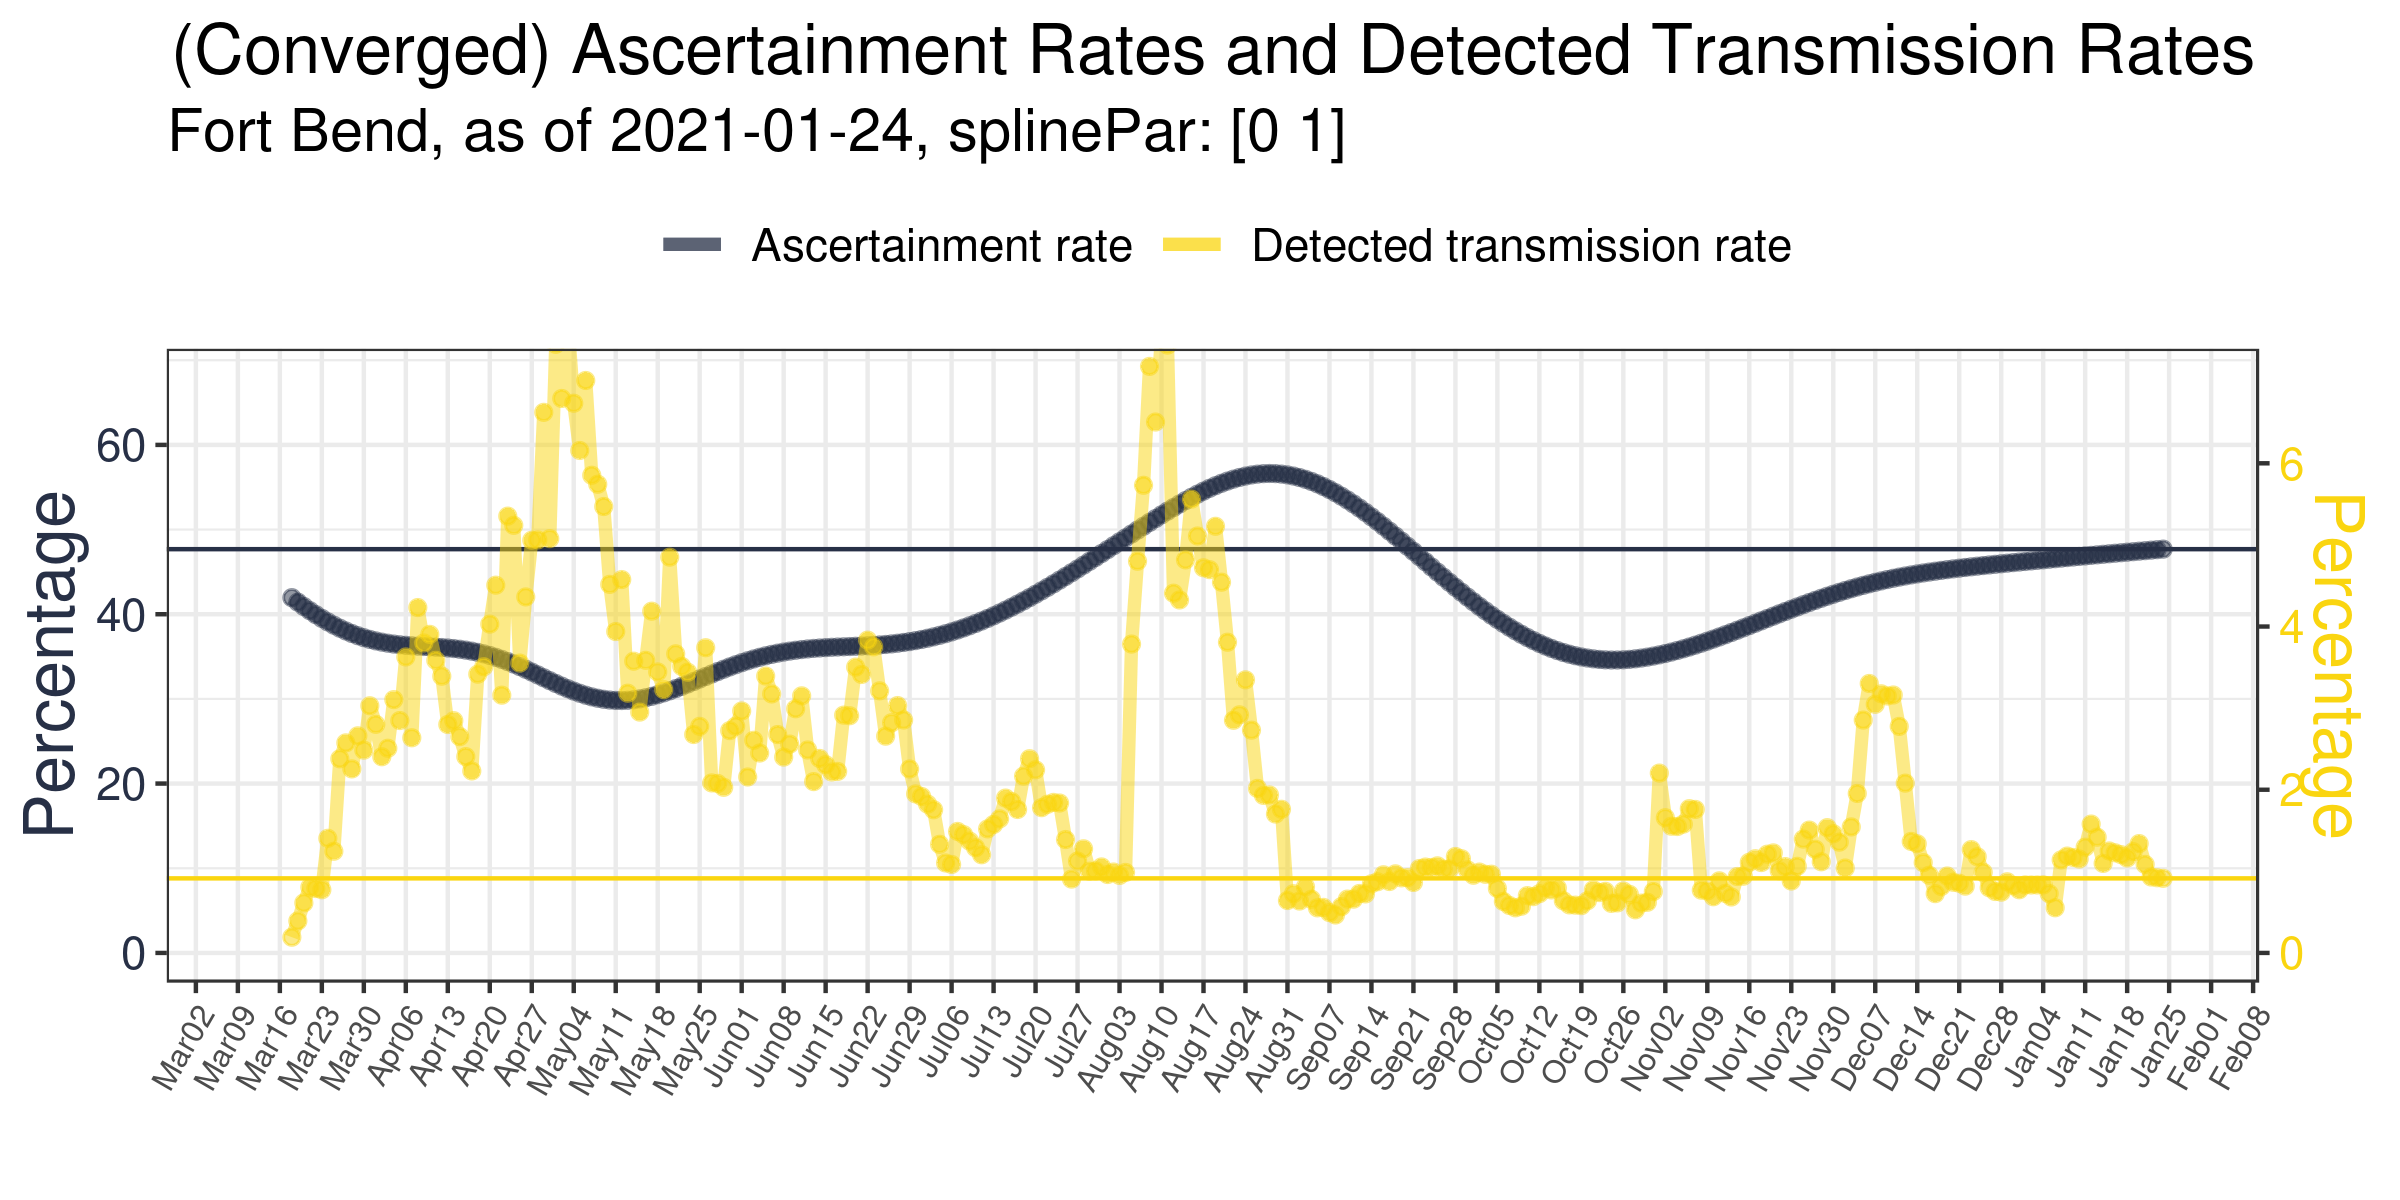 (Converged) Ascertainment Rates and Detected Transmission Rates
Fort Bend, as of 2021-01-24, splinePar: [0 1]
Ascertainment rate
Detected transmission rate
Percentage
60
40
20
0
6
4
2
0
Percentage
Mar02
Mar09
Mar16
Mar23
Mar30
Apr06
Apr13
Apr20
Apr27
May04
May11
May18
May25
Jun01
Jun08
Jun15
Jun22
Jun29
Jul06
Jul13
Jul20
Jul27
Aug03
Aug10
Aug17
Aug24
Aug31
Sep07
Sep14
Sep21
Sep28
Oct05
Oct12
Oct19
Oct26
Nov02
Nov09
Nov16
Nov23
Nov30
Dec07
Dec14
Dec21
Dec28
Jan04
Jan11
Jan18
Jan25
Feb01
Feb08